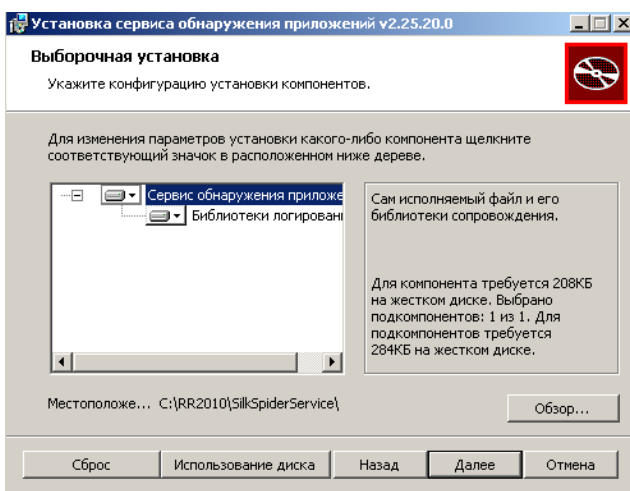 Установка сервиса обнаружения приложений v2.25.20.0
Выборочная установка
Укажите конфигурацию установки компонентов.
Для изменения параметров установки какого-либо компонента щелкните
соответствующий значок в расположенном ниже дереве.
Сервис обнаружения приложе
Библиотеки логировани
Сам исполняемый файл и его
библиотеки сопровождения.
Для компонента требуется 208КБ
на жестком диске. Выбрано
подкомпонентов: 1 из 1. Для
подкомпонентов требуется
284КБ на жестком диске.
Местоположе... C:\RR2010\SilkSpiderService\
Обзор...
Сброс Использование диска Назад Далее Отмена